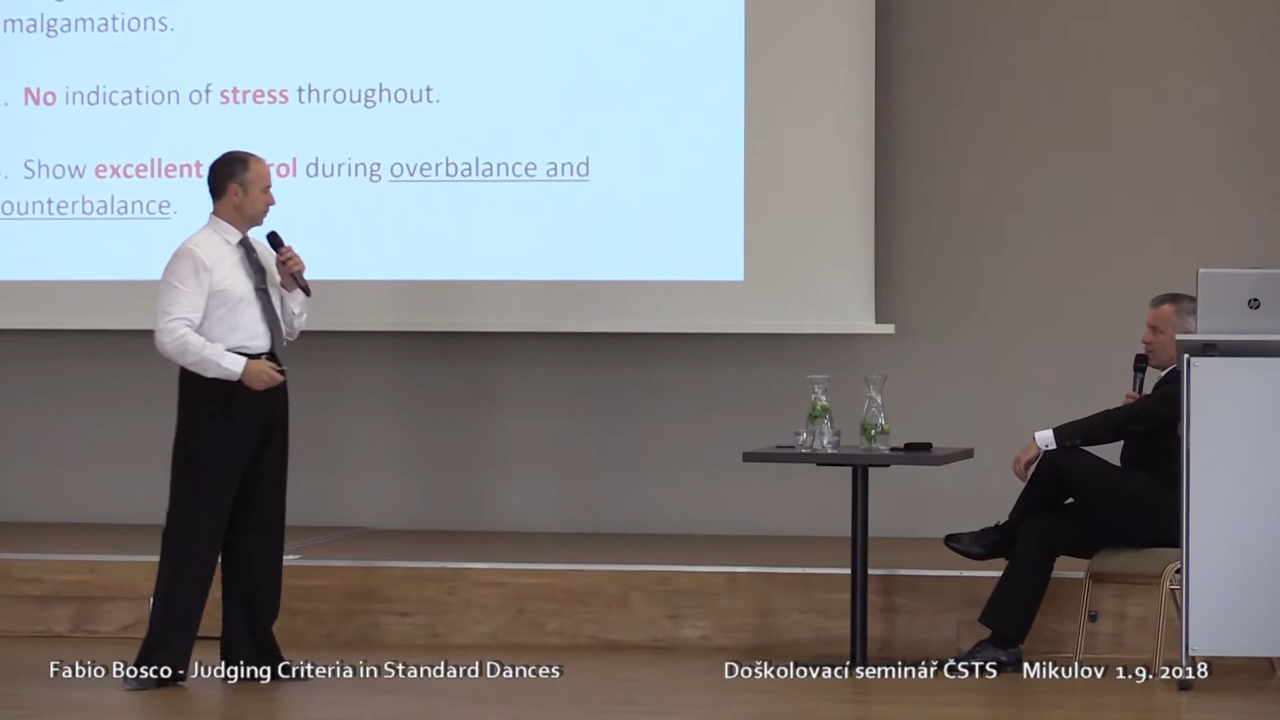 malgamations.
. No indication of stress throughout.
. Show excellent rol during overbalance and
ounterbalance.
hp
Fabio Bosco - Judging Criteria in Standard Dances
Doškolovací seminář ČSTS Mikulov 1.9.2018